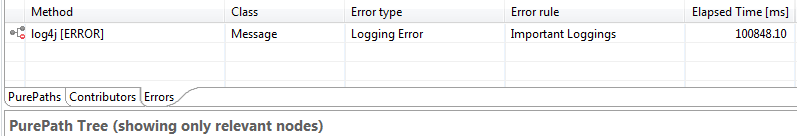 Method Class Error type Error rule Elapsed Time [ms]
log4j [ERROR] Message Logging Error Important Loggings 100848.10
PurePaths Contributors Errors
PurePath Tree (showing only relevant nodes)